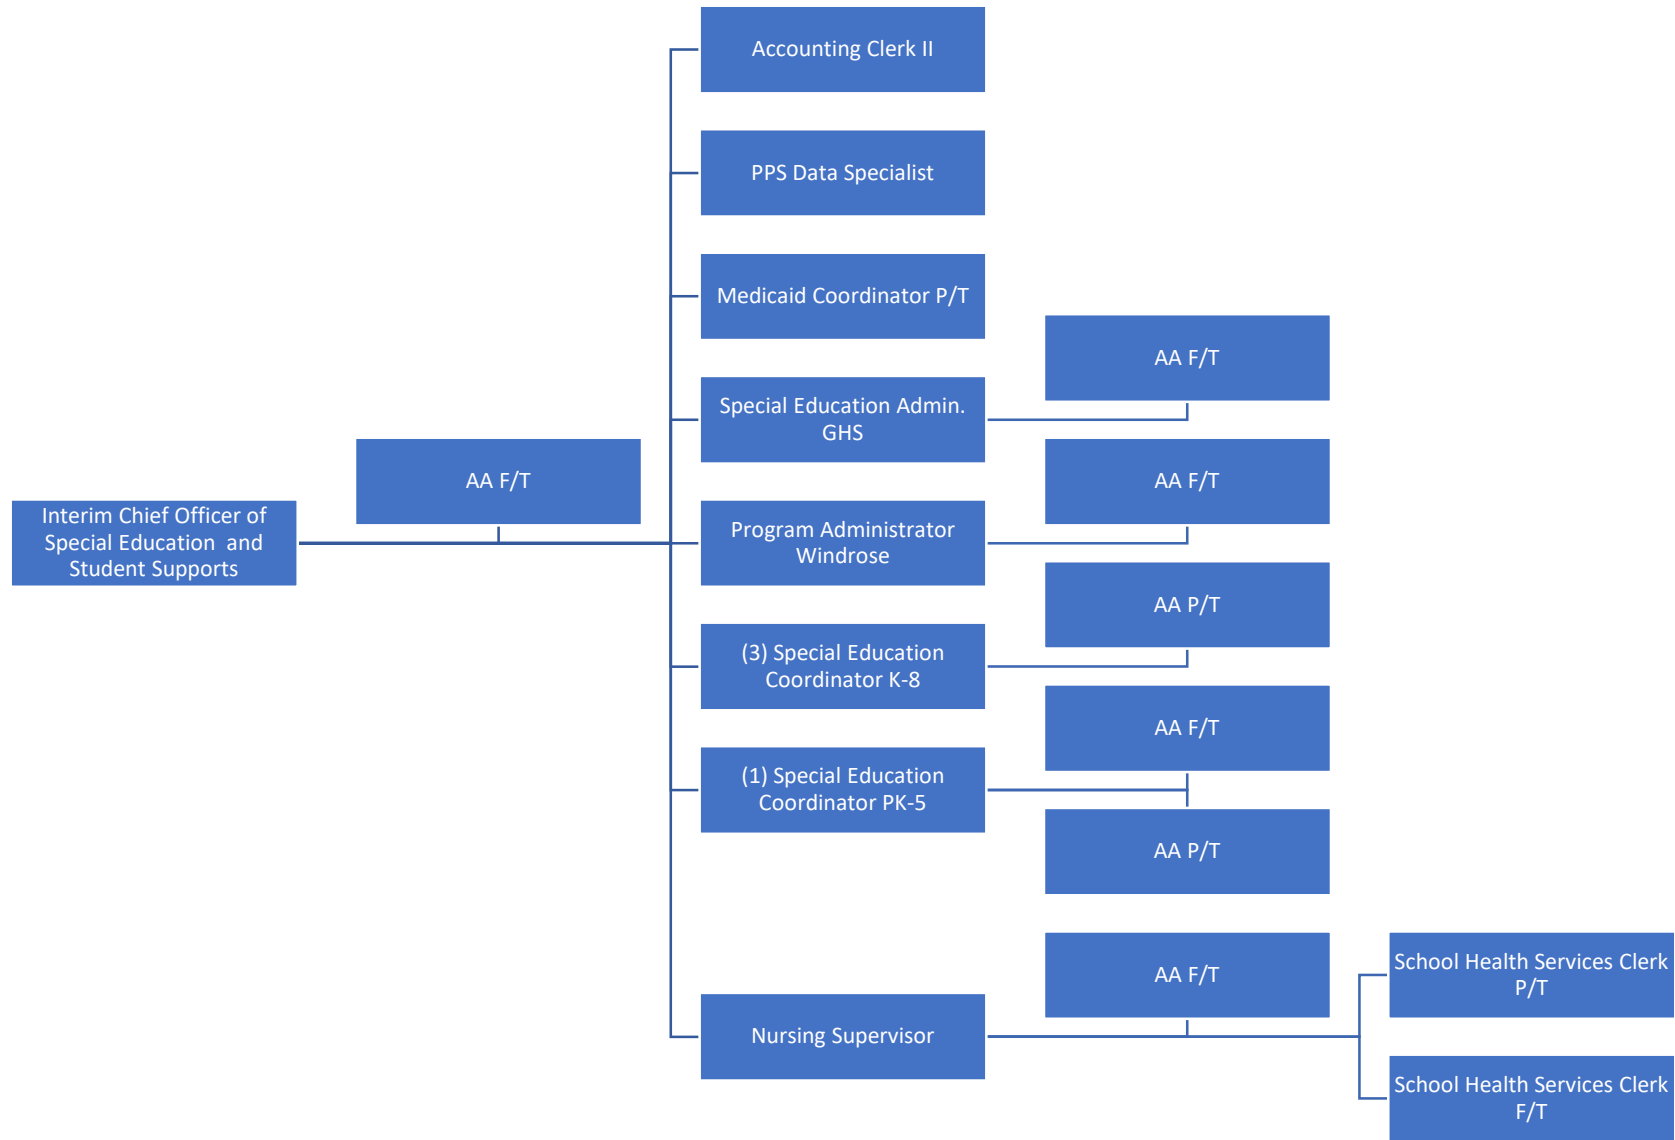 Interim Chief Officer of
Special Education and
Student Supports
AA F/T
Accounting Clerk II
PPS Data Specialist
Medicaid Coordinator P/T
Special Education Admin.
GHS
AA F/T
Program Administrator
Windrose
AA F/T
(3) Special Education
Coordinator K-8
AA P/T
(1) Special Education
Coordinator PK-5
AA F/T
AA P/T
Nursing Supervisor
AA F/T
School Health Services Clerk
P/T
School Health Services Clerk
F/T